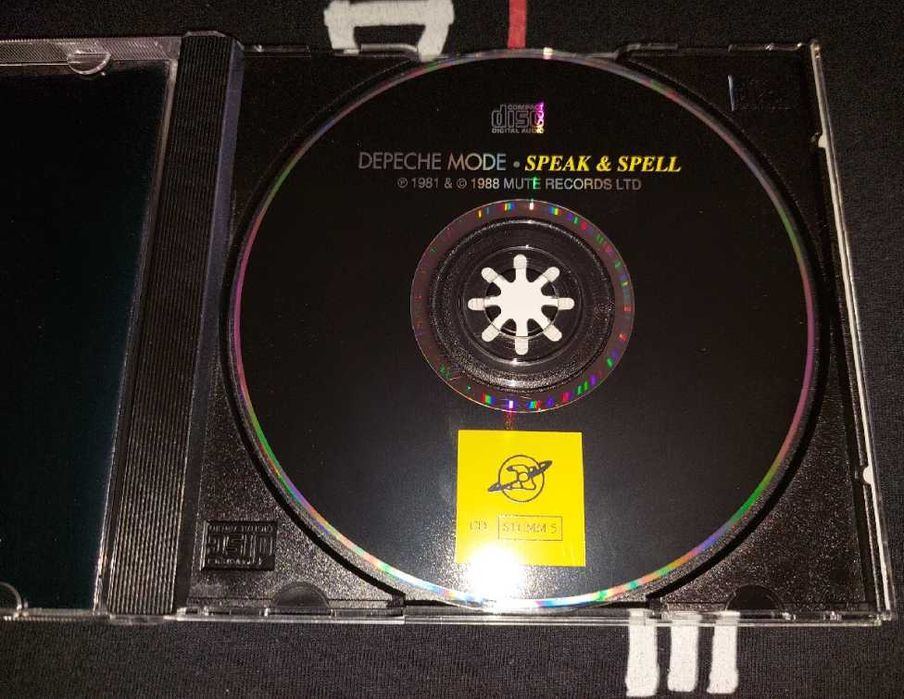 COMPACT
disc
DIGITAL AUDIO
DEPECHE MODE • SPEAK & SPELL
℗ 1981 & © 1988 MUTE RECORDS LTD
CD STUMM 5